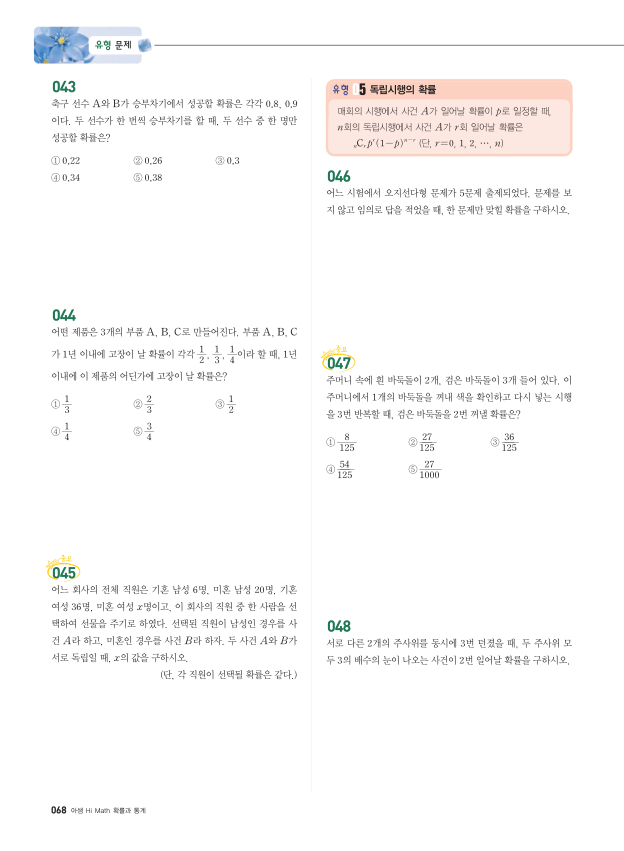 유형 문제
043
축구 선수 A와 B가 승부차기에서 성공할 확률은 각각 0.8, 0.9
이다. 두 선수가 한 번씩 승부차기를 할 때, 두 선수 중 한 명만
성공할 확률은?
① 0.22 ② 0.26 ③ 0.3
④ 0.34 ⑤ 0.38
044
어떤 제품은 3개의 부품 A, B, C로 만들어진다. 부품 A, B, C
가 1년 이내에 고장이 날 확률이 각각 1/2, 1/3, 1/4이라 할 때, 1년
이내에 이 제품의 어딘가에 고장이 날 확률은?
① 1/3 ② 2/3 ③ 1/2
④ 1/4 ⑤ 3/4
중요
045
어느 회사의 전체 직원은 기혼 남성 6명, 미혼 남성 20명, 기혼
여성 36명, 미혼 여성 x명이고, 이 회사의 직원 중 한 사람을 선
택하여 선물을 주기로 하였다. 선택된 직원이 남성인 경우를 사
건 A라 하고, 미혼인 경우를 사건 B라 하자. 두 사건 A와 B가
서로 독립일 때, x의 값을 구하시오.
(단, 각 직원이 선택될 확률은 같다.)
유형 05 독립시행의 확률
매회의 시행에서 사건 A가 일어날 확률이 p로 일정할 때,
n회의 독립시행에서 사건 A가 r회 일어날 확률은
ₙCᵣpʳ(1−p)ⁿ⁻ʳ (단, r=0, 1, 2, ⋯, n)
046
어느 시험에서 오지선다형 문제가 5문제 출제되었다. 문제를 보
지 않고 임의로 답을 적었을 때, 한 문제만 맞힐 확률을 구하시오.
중요
047
주머니 속에 흰 바둑돌이 2개, 검은 바둑돌이 3개 들어 있다. 이
주머니에서 1개의 바둑돌을 꺼내 색을 확인하고 다시 넣는 시행
을 3번 반복할 때, 검은 바둑돌을 2번 꺼낼 확률은?
① 8/125 ② 27/125 ③ 36/125
④ 54/125 ⑤ 27/1000
048
서로 다른 2개의 주사위를 동시에 3번 던졌을 때, 두 주사위 모
두 3의 배수의 눈이 나오는 사건이 2번 일어날 확률을 구하시오.
068 아샘 Hi Math 확률과 통계